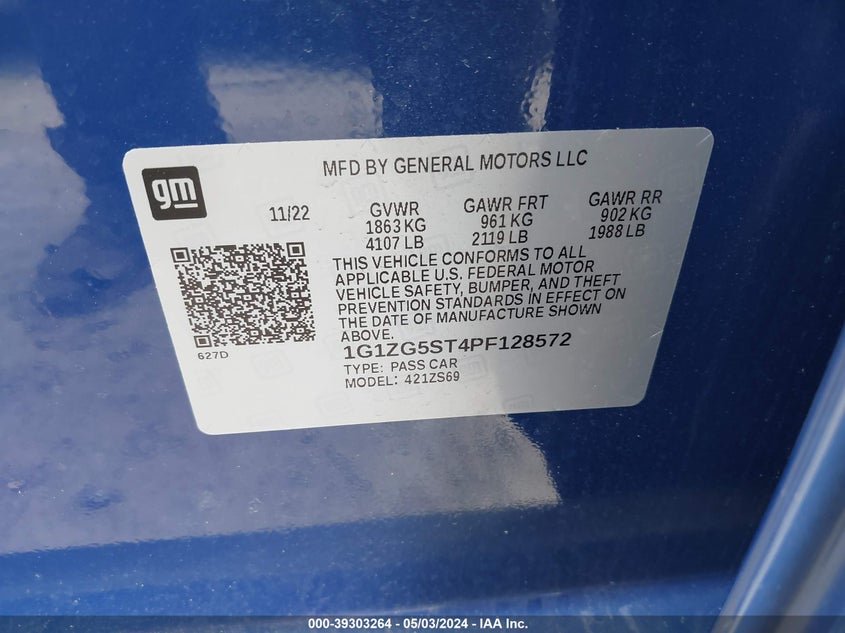 gm
MFD BY GENERAL MOTORS LLC
11/22
GVWR
1863 KG
4107 LB
GAWR FRT
961 KG
2119 LB
GAWR RR
902 KG
1988 LB
THIS VEHICLE CONFORMS TO ALL
APPLICABLE U.S. FEDERAL MOTOR
VEHICLE SAFETY, BUMPER, AND THEFT
PREVENTION STANDARDS IN EFFECT ON
THE DATE OF MANUFACTURE SHOWN
ABOVE.
627D
1G1ZG5ST4PF128572
TYPE: PASS CAR
MODEL: 421ZS69
000-39303264 - 05/03/2024 - IAA Inc.